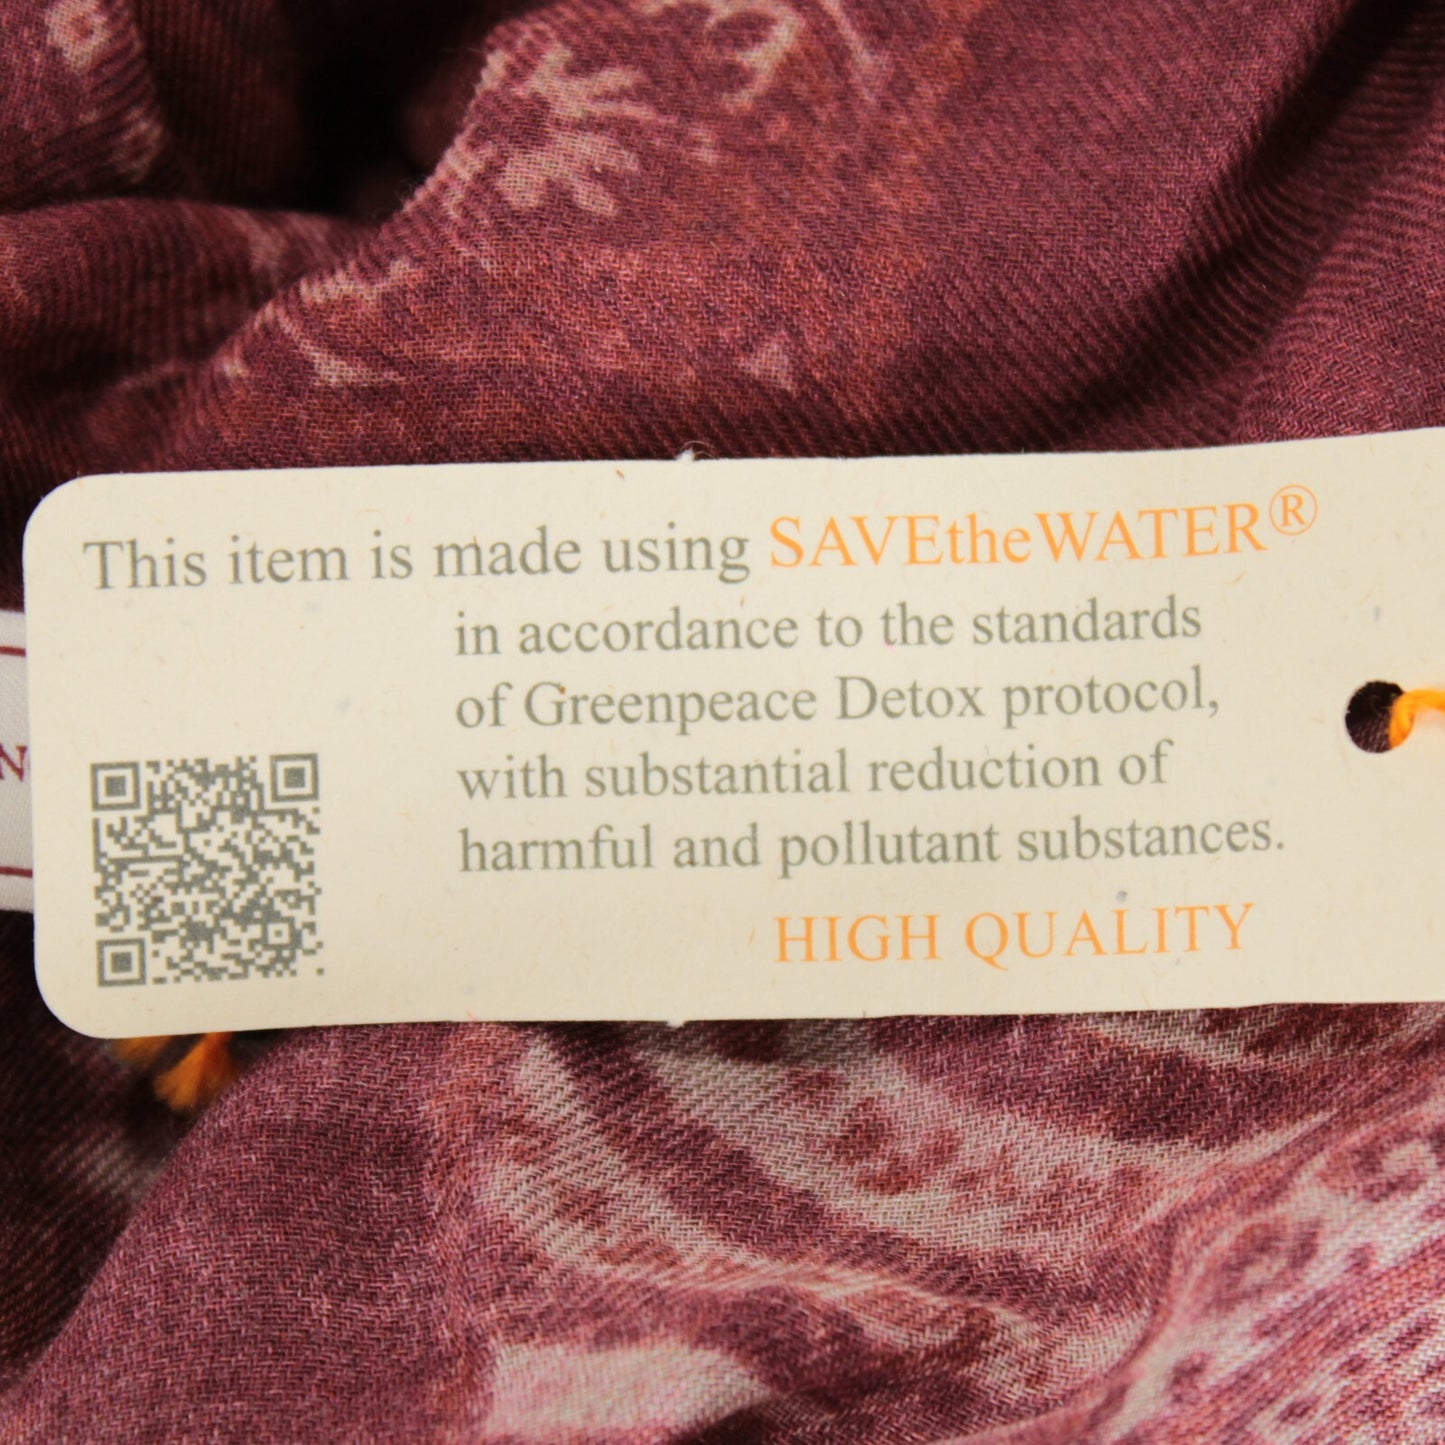 This item is made using SAVEtheWATER®
in accordance to the standards
of Greenpeace Detox protocol,
with substantial reduction of
harmful and pollutant substances.
HIGH QUALITY
N